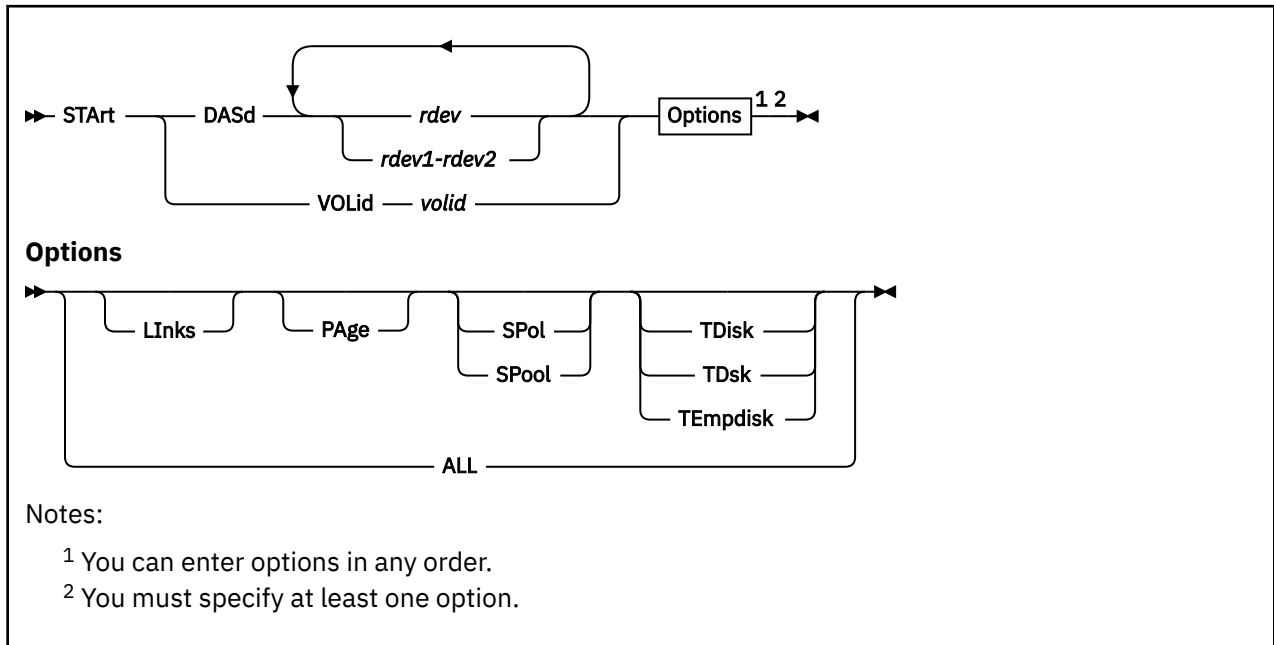 STArt DASd rdev Options 1 2
rdev1-rdev2
VOLid volid
Options
LInks PAge SPol TDisk
SPool TDsk
TEmpdisk
ALL
Notes:
1 You can enter options in any order.
2 You must specify at least one option.